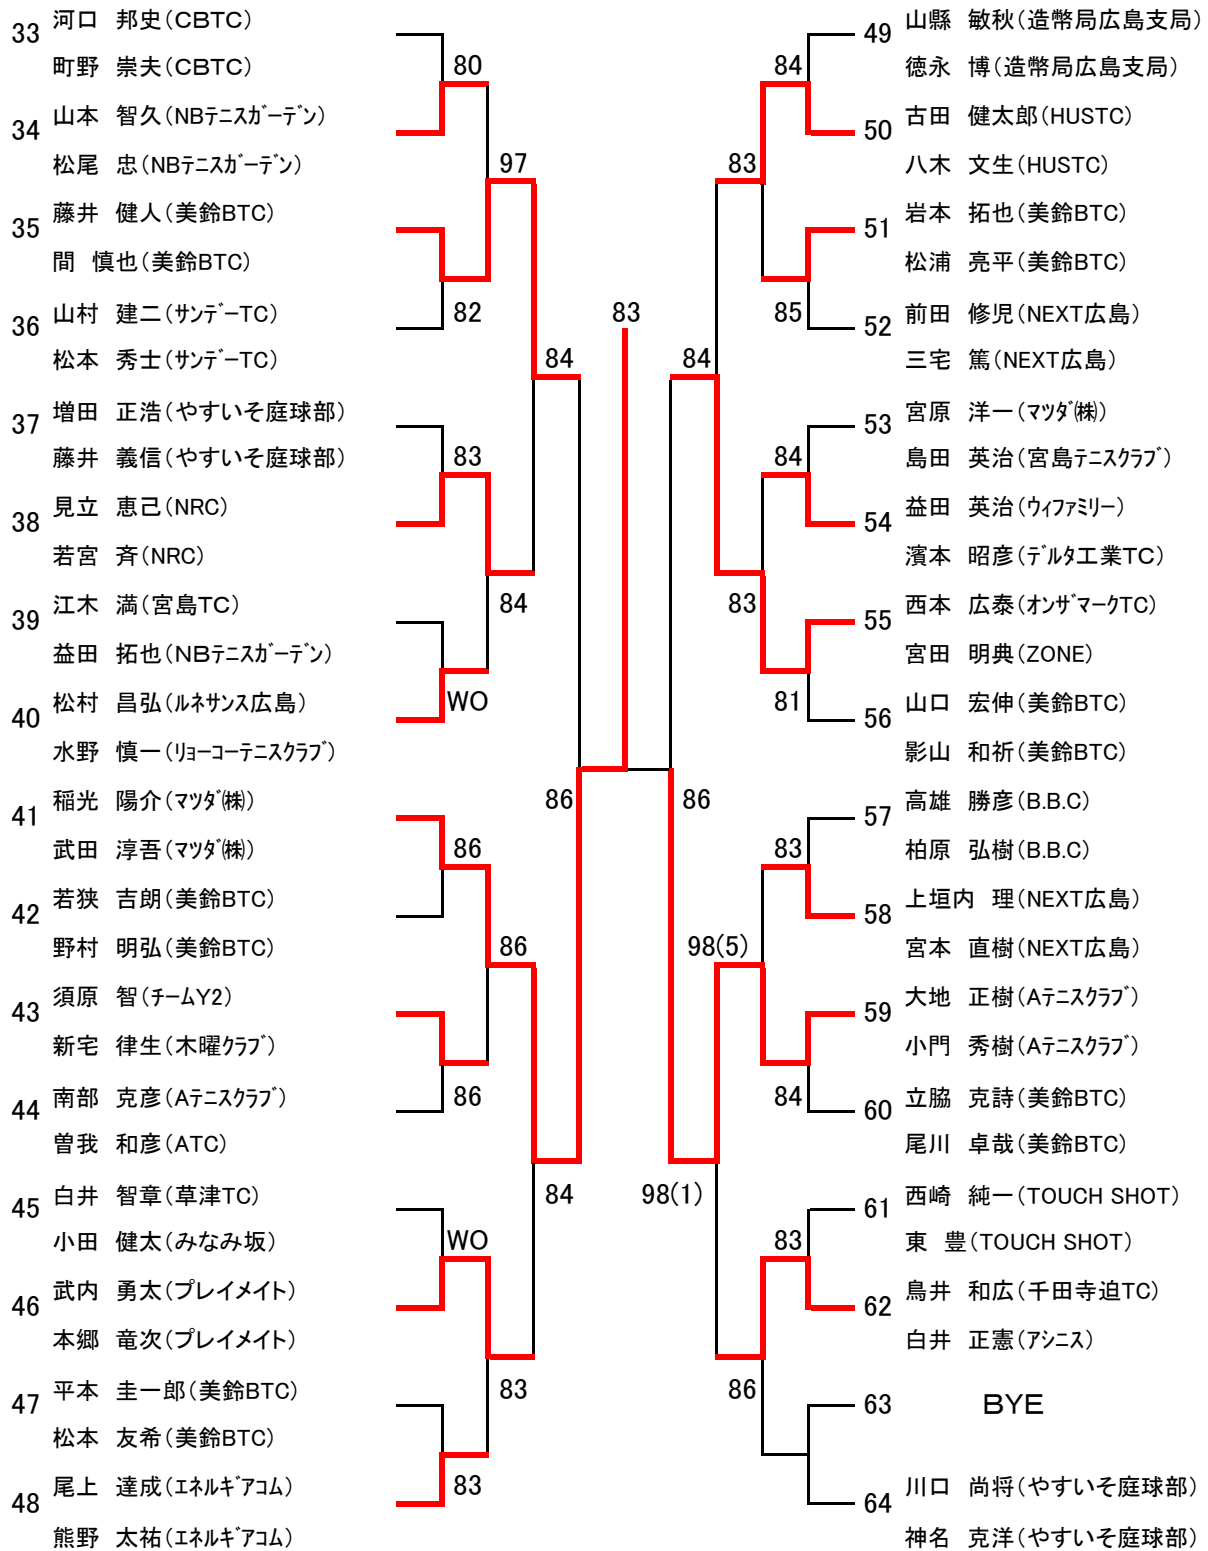 33 河口 邦史(CBTC)
町野 崇夫(CBTC)
80
34 山本 智久(NBテニスガーデン)
松尾 忠(NBテニスガーデン)
97
35 藤井 健人(美鈴BTC)
間 慎也(美鈴BTC)
36 山村 建二(サンデーTC)
82
松本 秀士(サンデーTC)
84
37 増田 正浩(やすいそ庭球部)
藤井 義信(やすいそ庭球部)
83
38 見立 恵己(NRC)
若宮 斉(NRC)
39 江木 満(宮島TC)
84
益田 拓也(NBテニスガーデン)
40 松村 昌弘(ルネサンス広島)
WO
水野 慎一(リョーコーテニスクラブ)
86
41 稲光 陽介(マツダ㈱)
武田 淳吾(マツダ㈱)
86
42 若狭 吉朗(美鈴BTC)
野村 明弘(美鈴BTC)
86
43 須原 智(チームY2)
新宅 律生(木曜クラブ)
44 南部 克彦(Aテニスクラブ)
86
曽我 和彦(ATC)
84
45 白井 智章(草津TC)
小田 健太(みなみ坂)
WO
46 武内 勇太(プレイメイト)
本郷 竜次(プレイメイト)
47 平本 圭一郎(美鈴BTC)
83
松本 友希(美鈴BTC)
48 尾上 達成(エネルギアコム)
83
熊野 太祐(エネルギアコム)
83
49 山縣 敏秋(造幣局広島支局)
84
徳永 博(造幣局広島支局)
50 古田 健太郎(HUSTC)
83
八木 文生(HUSTC)
51 岩本 拓也(美鈴BTC)
松浦 亮平(美鈴BTC)
85
52 前田 修児(NEXT広島)
84
三宅 篤(NEXT広島)
53 宮原 洋一(マツダ㈱)
84
島田 英治(宮島テニスクラブ)
54 益田 英治(ウィファミリー)
濱本 昭彦(デルタ工業TC)
83
55 西本 広泰(オンザマークTC)
宮田 明典(ZONE)
81
56 山口 宏伸(美鈴BTC)
影山 和祈(美鈴BTC)
86
57 高雄 勝彦(B.B.C)
83
柏原 弘樹(B.B.C)
58 上垣内 理(NEXT広島)
98(5)
宮本 直樹(NEXT広島)
59 大地 正樹(Aテニスクラブ)
小門 秀樹(Aテニスクラブ)
84
60 立脇 克詩(美鈴BTC)
尾川 卓哉(美鈴BTC)
98(1)
61 西崎 純一(TOUCH SHOT)
83
東 豊(TOUCH SHOT)
62 鳥井 和広(千田寺迫TC)
白井 正憲(アシニス)
86
63 BYE
64 川口 尚将(やすいそ庭球部)
神名 克洋(やすいそ庭球部)